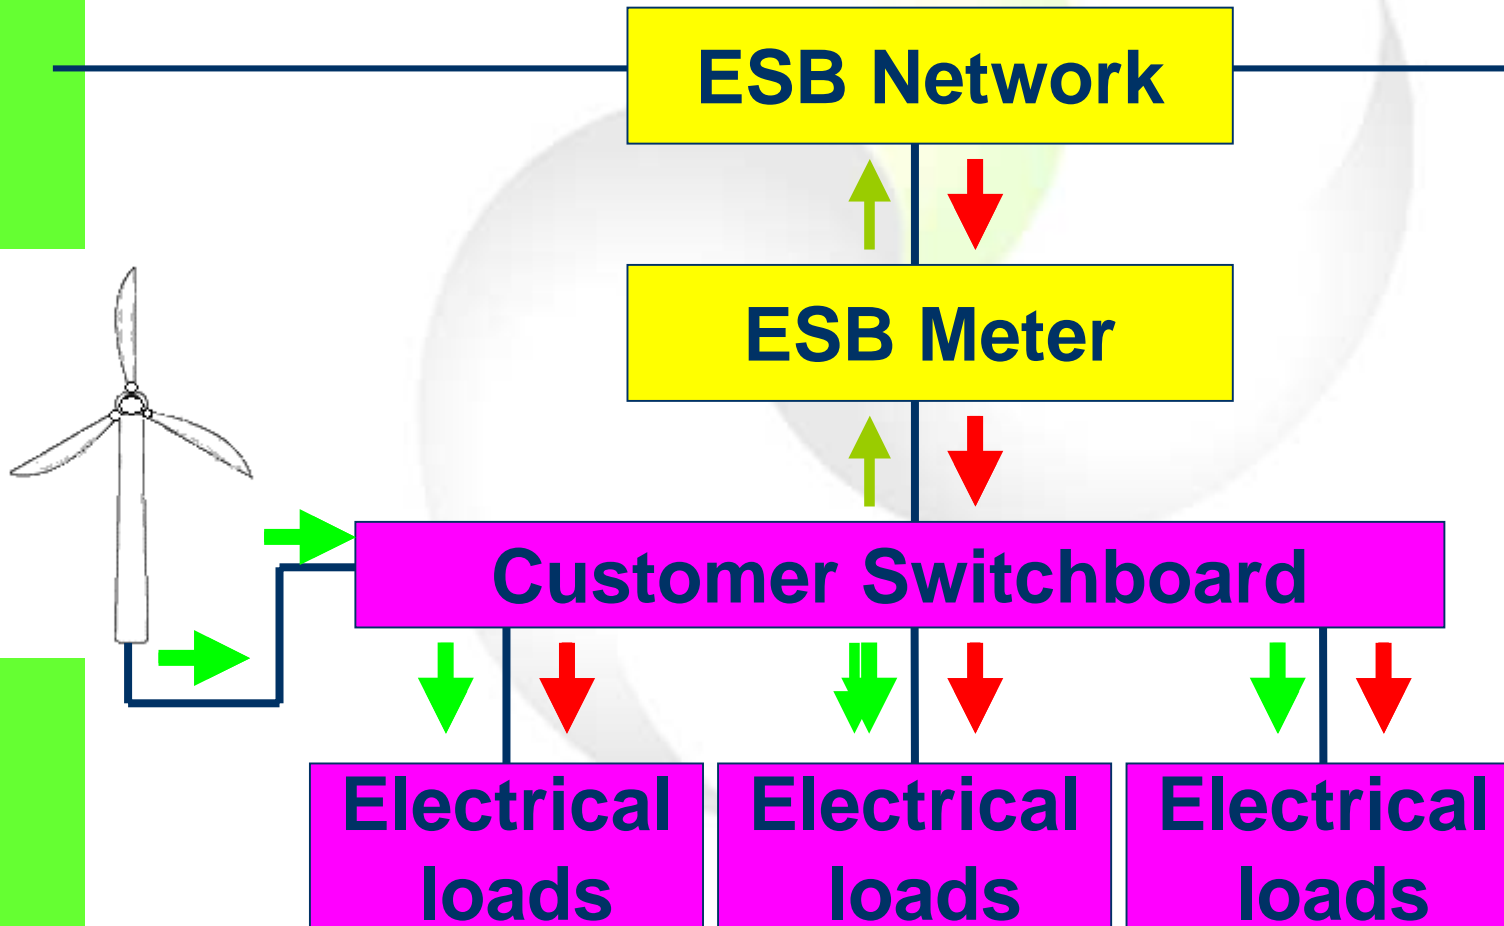 ESB Network
ESB Meter
Customer Switchboard
Electrical
loads
Electrical
loads
Electrical
loads